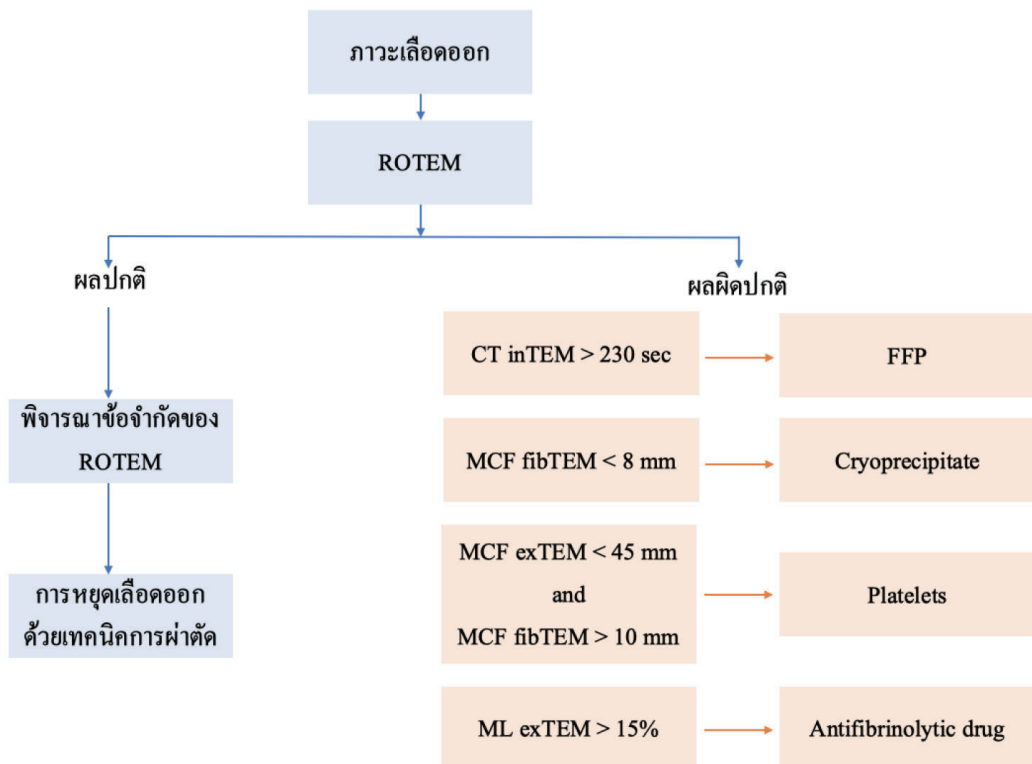 ภาวะเลือดออก
ROTEM
ผลปกติ
พิจารณาข้อจำกัดของ
ROTEM
การหยุดเลือดออก
ด้วยเทคนิคการผ่าตัด
ผลผิดปกติ
CT inTEM > 230 sec
FFP
MCF fibTEM < 8 mm
Cryoprecipitate
MCF exTEM < 45 mm
and
MCF fibTEM > 10 mm
Platelets
ML exTEM > 15%
Antifibrinolytic drug